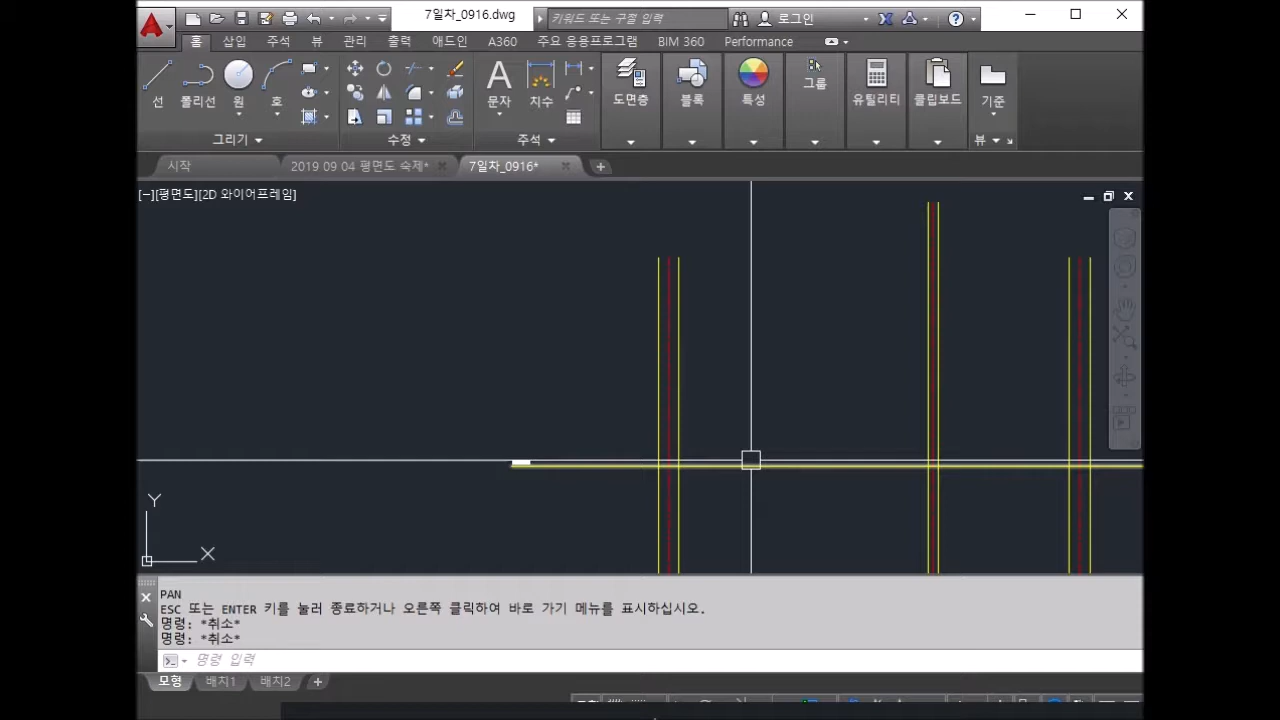 7일차_0916.dwg
키워드 또는 구절 입력
로그인
홈 삽입 주석 뷰 관리 출력 애드인 A360 주요 응용프로그램 BIM 360 Performance
선 폴리선 원 호 문자 치수 도면층 블록 특성 그룹 유틸리티 클립보드 기준
그리기 수정 주석 뷰
시작 2019 09 04 평면도 숙제* 7일차_0916*
[−][평면도][2D 와이어프레임]
Y
X
PAN
ESC 또는 ENTER 키를 눌러 종료하거나 오른쪽 클릭하여 바로 가기 메뉴를 표시하십시오.
명령: *취소*
명령: *취소*
명령 입력
모형 배치1 배치2